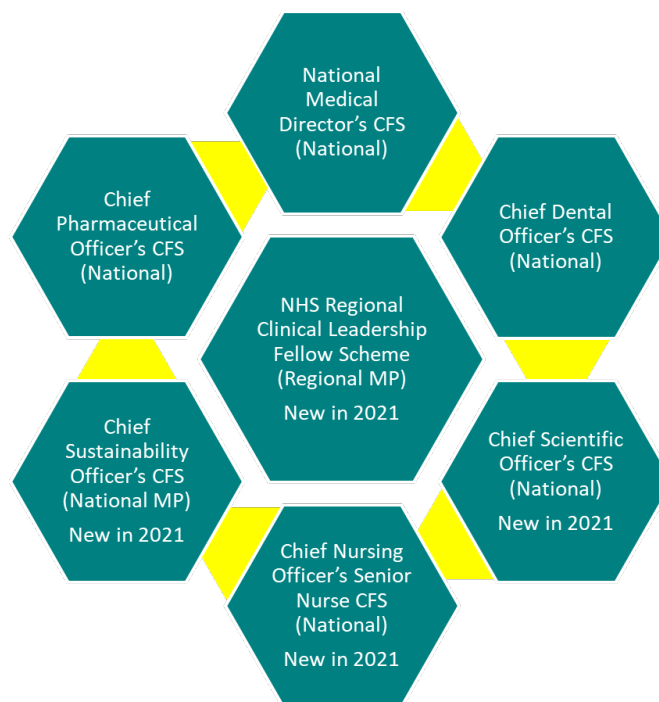 National
Medical
Director’s CFS
(National)
Chief
Pharmaceutical
Officer’s CFS
(National)
Chief Dental
Officer’s CFS
(National)
NHS Regional
Clinical Leadership
Fellow Scheme
(Regional MP)
New in 2021
Chief
Sustainability
Officer’s CFS
(National MP)
New in 2021
Chief Scientific
Officer’s CFS
(National)
New in 2021
Chief Nursing
Officer’s Senior
Nurse CFS
(National)
New in 2021